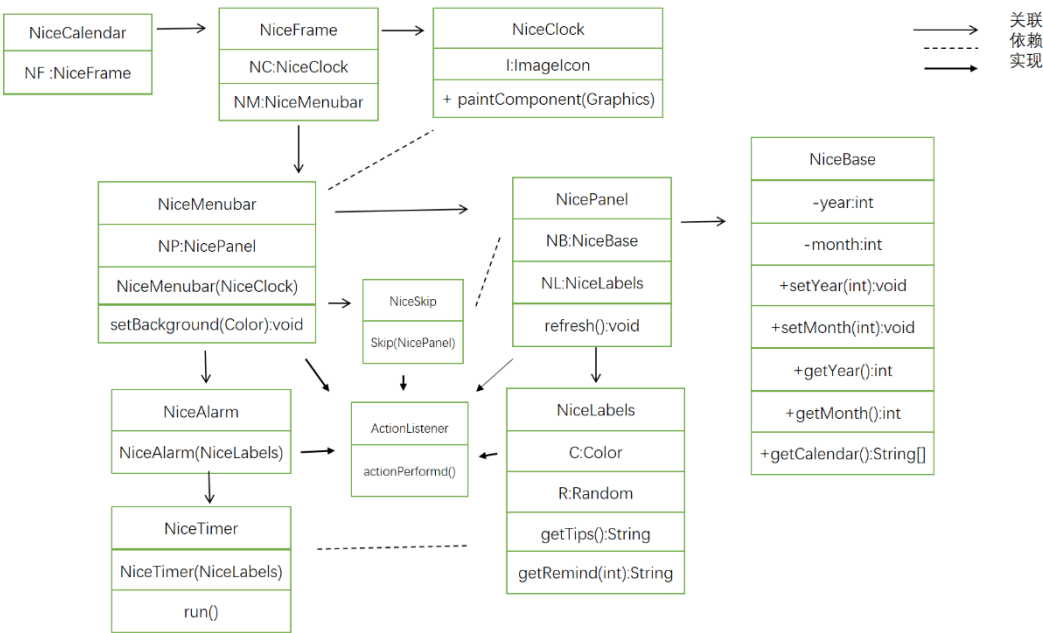 NiceCalendar
NF :NiceFrame
NiceFrame
NC:NiceClock
NM:NiceMenubar
NiceClock
I:ImageIcon
+ paintComponent(Graphics)
关联
依赖
实现
NiceMenubar
NP:NicePanel
NiceMenubar(NiceClock)
setBackground(Color):void
NiceSkip
Skip(NicePanel)
NicePanel
NB:NiceBase
NL:NiceLabels
refresh():void
NiceBase
-year:int
-month:int
+setYear(int):void
+setMonth(int):void
+getYear():int
+getMonth():int
+getCalendar():String[]
NiceAlarm
NiceAlarm(NiceLabels)
ActionListener
actionPerformd()
NiceLabels
C:Color
R:Random
getTips():String
getRemind(int):String
NiceTimer
NiceTimer(NiceLabels)
run()